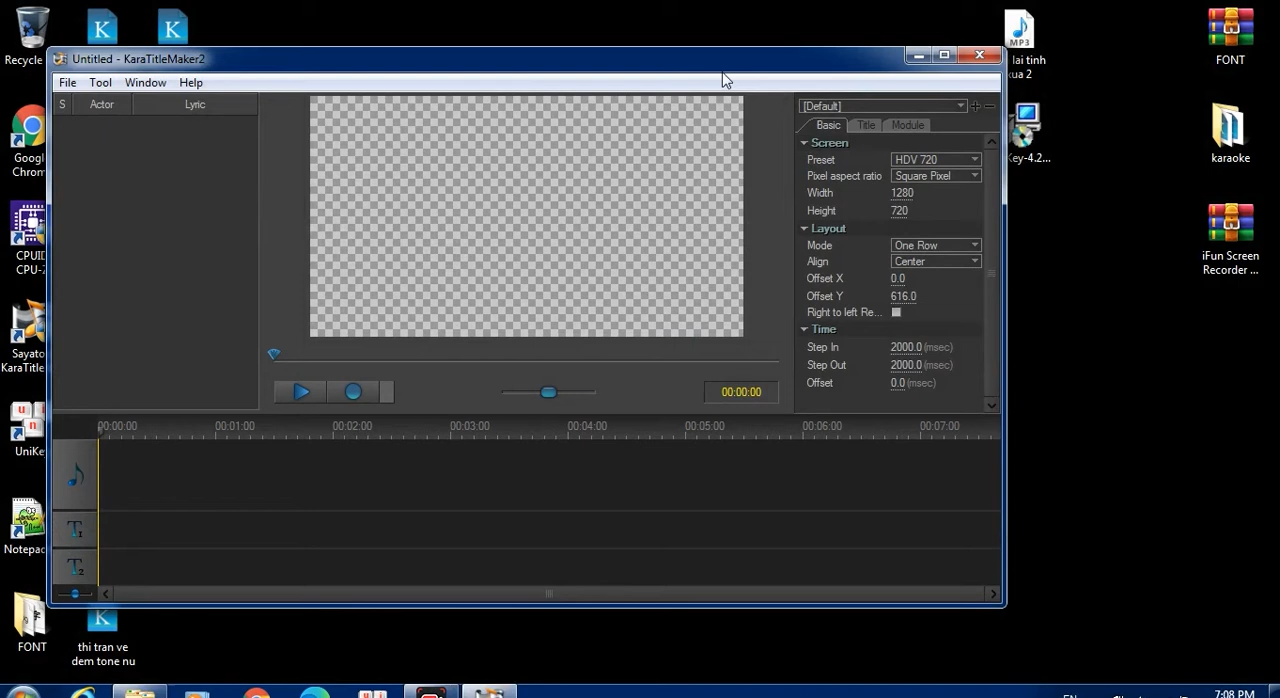 Recycle
FONT
lai tinh
xua 2
Untitled - KaraTitleMaker2
File Tool Window Help
S Actor Lyric
[Default]
Basic Title Module
Screen
Preset HDV 720
Pixel aspect ratio Square Pixel
Width 1280
Height 720
Layout
Mode One Row
Align Center
Offset X 0.0
Offset Y 616.0
Right to left Re...
Time
Step In 2000.0 (msec)
Step Out 2000.0 (msec)
Offset 0.0 (msec)
00:00:00
00:00:00 00:01:00 00:02:00 00:03:00 00:04:00 00:05:00 00:06:00 00:07:00
T1
T2
Google
Chrom
CPUID
CPU-Z
Sayato
KaraTitle
UniKe
Notepac
FONT
thi tran ve
dem tone nu
MP3
Key-4.2...
karaoke
iFun Screen
Recorder ...
EN
7:08 PM